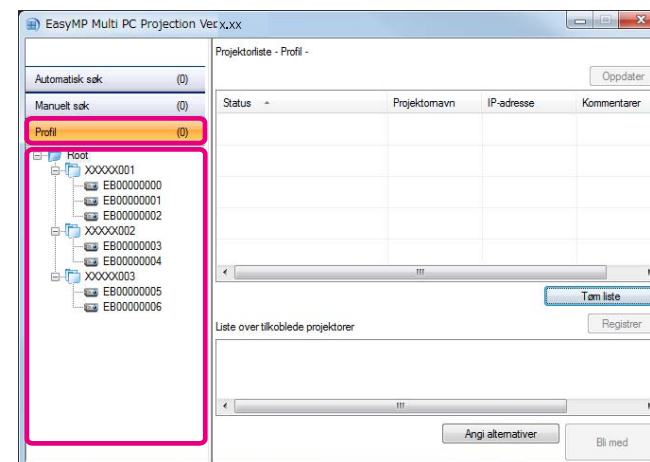 EasyMP Multi PC Projection Ver.x.xx
Projektorliste - Profil -
Automatisk søk (0)
Oppdater
Manuelt søk (0)
Status Projektornavn IP-adresse Kommentarer
Profil (0)
Root
XXXXX001
EB00000000
EB00000001
EB00000002
XXXXX002
EB00000003
EB00000004
XXXXX003
EB00000005
EB00000006
Tøm liste
Liste over tilkoblede projektorer
Registrer
Angi alternativer
Bli med